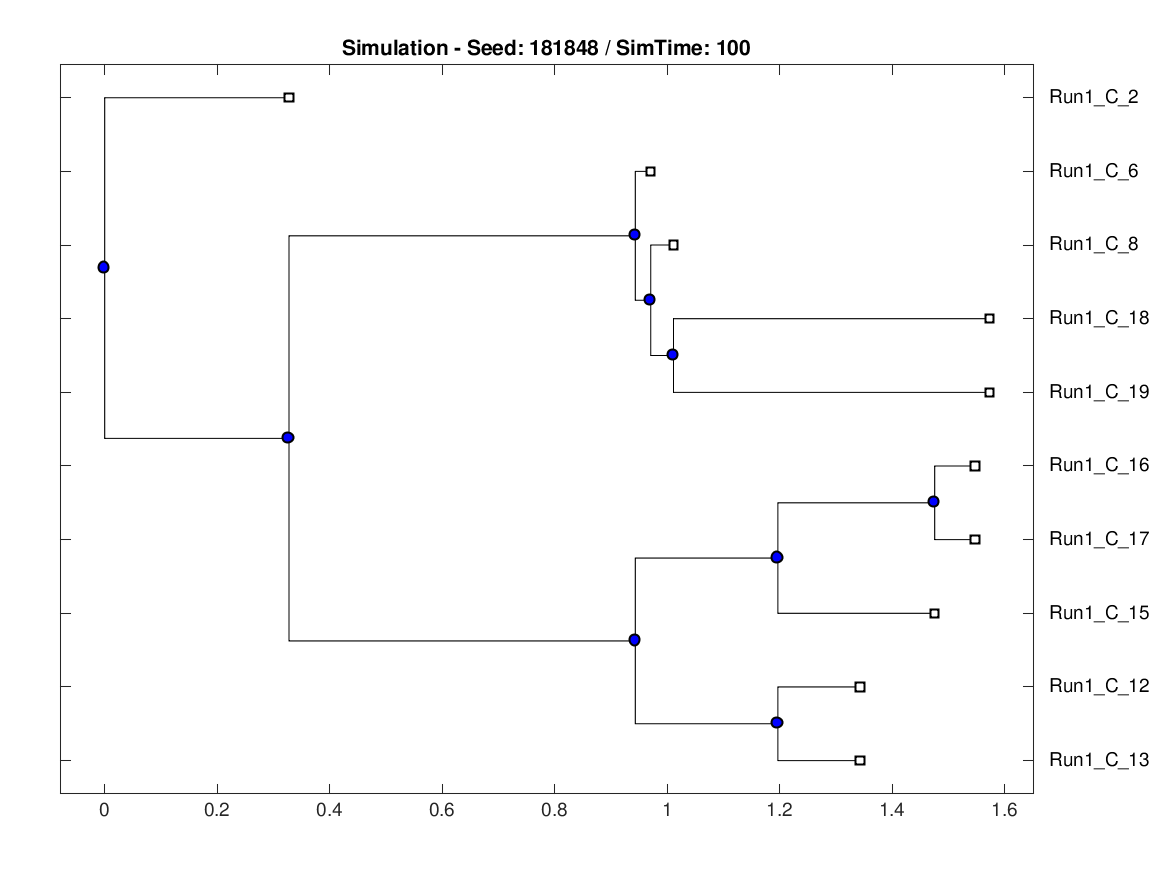 Simulation - Seed: 181848 / SimTime: 100
Run1_C_2
Run1_C_6
Run1_C_8
Run1_C_18
Run1_C_19
Run1_C_16
Run1_C_17
Run1_C_15
Run1_C_12
Run1_C_13
0 0.2 0.4 0.6 0.8 1 1.2 1.4 1.6